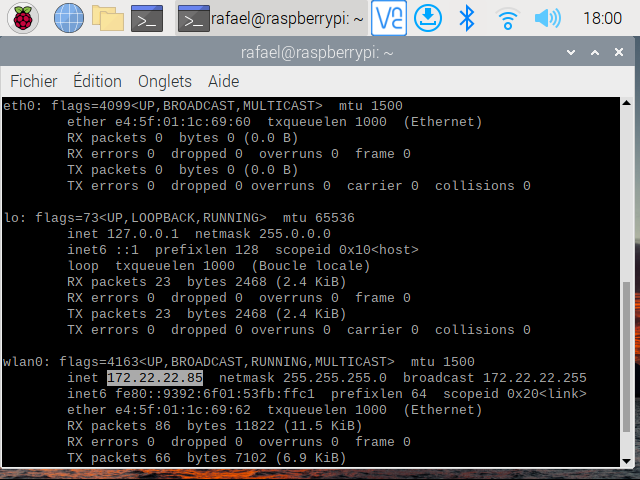 rafael@raspberrypi: ~
18:00
rafael@raspberrypi: ~
Fichier Édition Onglets Aide
eth0: flags=4099<UP,BROADCAST,MULTICAST>  mtu 1500
        ether e4:5f:01:1c:69:60  txqueuelen 1000  (Ethernet)
        RX packets 0  bytes 0 (0.0 B)
        RX errors 0  dropped 0  overruns 0  frame 0
        TX packets 0  bytes 0 (0.0 B)
        TX errors 0  dropped 0 overruns 0  carrier 0  collisions 0
lo: flags=73<UP,LOOPBACK,RUNNING>  mtu 65536
        inet 127.0.0.1  netmask 255.0.0.0
        inet6 ::1  prefixlen 128  scopeid 0x10<host>
        loop  txqueuelen 1000  (Boucle locale)
        RX packets 23  bytes 2468 (2.4 KiB)
        RX errors 0  dropped 0  overruns 0  frame 0
        TX packets 23  bytes 2468 (2.4 KiB)
        TX errors 0  dropped 0 overruns 0  carrier 0  collisions 0
wlan0: flags=4163<UP,BROADCAST,RUNNING,MULTICAST>  mtu 1500
        inet 172.22.22.85  netmask 255.255.255.0  broadcast 172.22.22.255
        inet6 fe80::9392:6f01:53fb:ffc1  prefixlen 64  scopeid 0x20<link>
        ether e4:5f:01:1c:69:62  txqueuelen 1000  (Ethernet)
        RX packets 86  bytes 11822 (11.5 KiB)
        RX errors 0  dropped 0  overruns 0  frame 0
        TX packets 66  bytes 7102 (6.9 KiB)